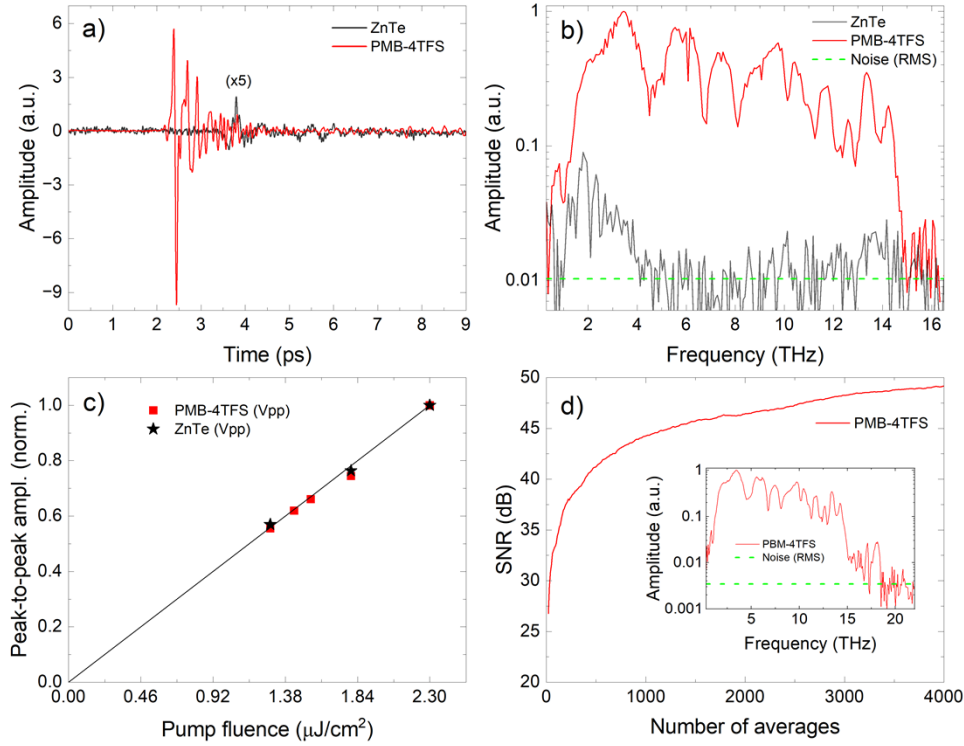 a)
ZnTe
PMB-4TFS
(x5)
6
3
0
-3
-6
-9
Amplitude (a.u.)
0 1 2 3 4 5 6 7 8 9
Time (ps)
b)
ZnTe
PMB-4TFS
Noise (RMS)
1
0.1
0.01
Amplitude (a.u.)
2 4 6 8 10 12 14 16
Frequency (THz)
c)
PMB-4TFS (Vpp)
ZnTe (Vpp)
1.0
0.8
0.6
0.4
0.2
0.0
Peak-to-peak ampl. (norm.)
0.00 0.46 0.92 1.38 1.84 2.30
Pump fluence (μJ/cm²)
d)
PMB-4TFS
50
45
40
35
30
25
20
SNR (dB)
1
0.1
0.01
0.001
Amplitude (a.u.)
PBM-4TFS
Noise (RMS)
5 10 15 20
Frequency (THz)
0 1000 2000 3000 4000
Number of averages